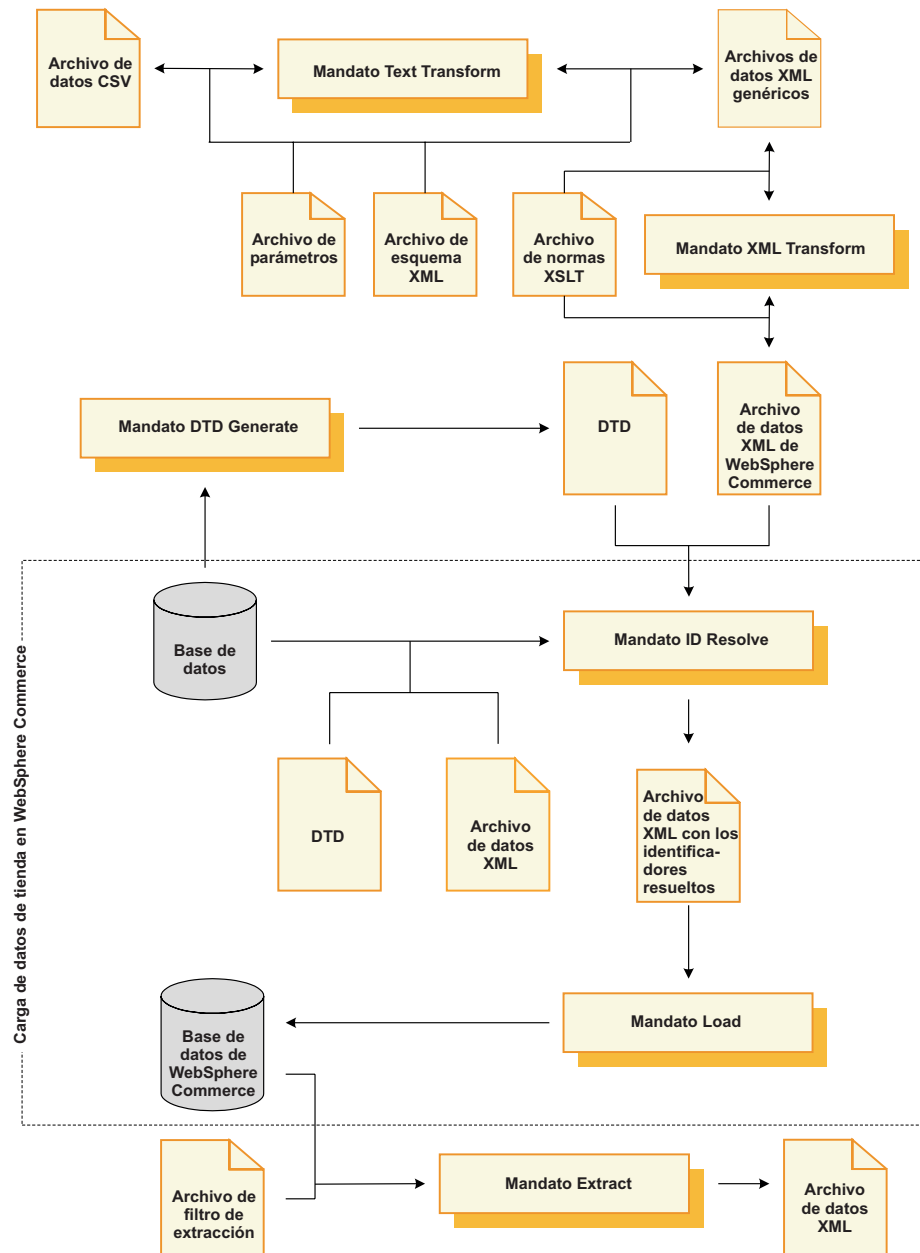 Archivo de
datos CSV
Mandato Text Transform
Archivos de
datos XML
genéricos
Archivo de
parámetros
Archivo de
esquema
XML
Archivo
de normas
XSLT
Mandato XML Transform
Mandato DTD Generate
DTD
Archivo
de datos
XML de
WebSphere
Commerce
Carga de datos de tienda en WebSphere Commerce
Base de
datos
Mandato ID Resolve
DTD
Archivo
de datos
XML
Archivo
de datos
XML con los
identifica-
dores
resueltos
Base de
datos de
WebSphere
Commerce
Mandato Load
Archivo de
filtro de
extracción
Mandato Extract
Archivo
de datos
XML